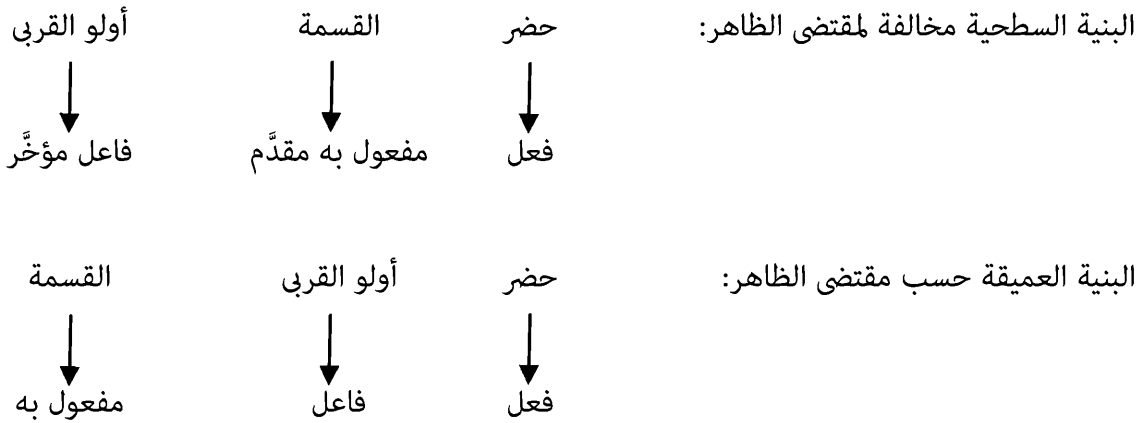 البنية السطحية مخالفة لمقتضى الظاهر: حضر القسمة أولو القربى
فعل مفعول به مقدَّم فاعل مؤخَّر
البنية العميقة حسب مقتضى الظاهر: حضر أولو القربى القسمة
فعل فاعل مفعول به